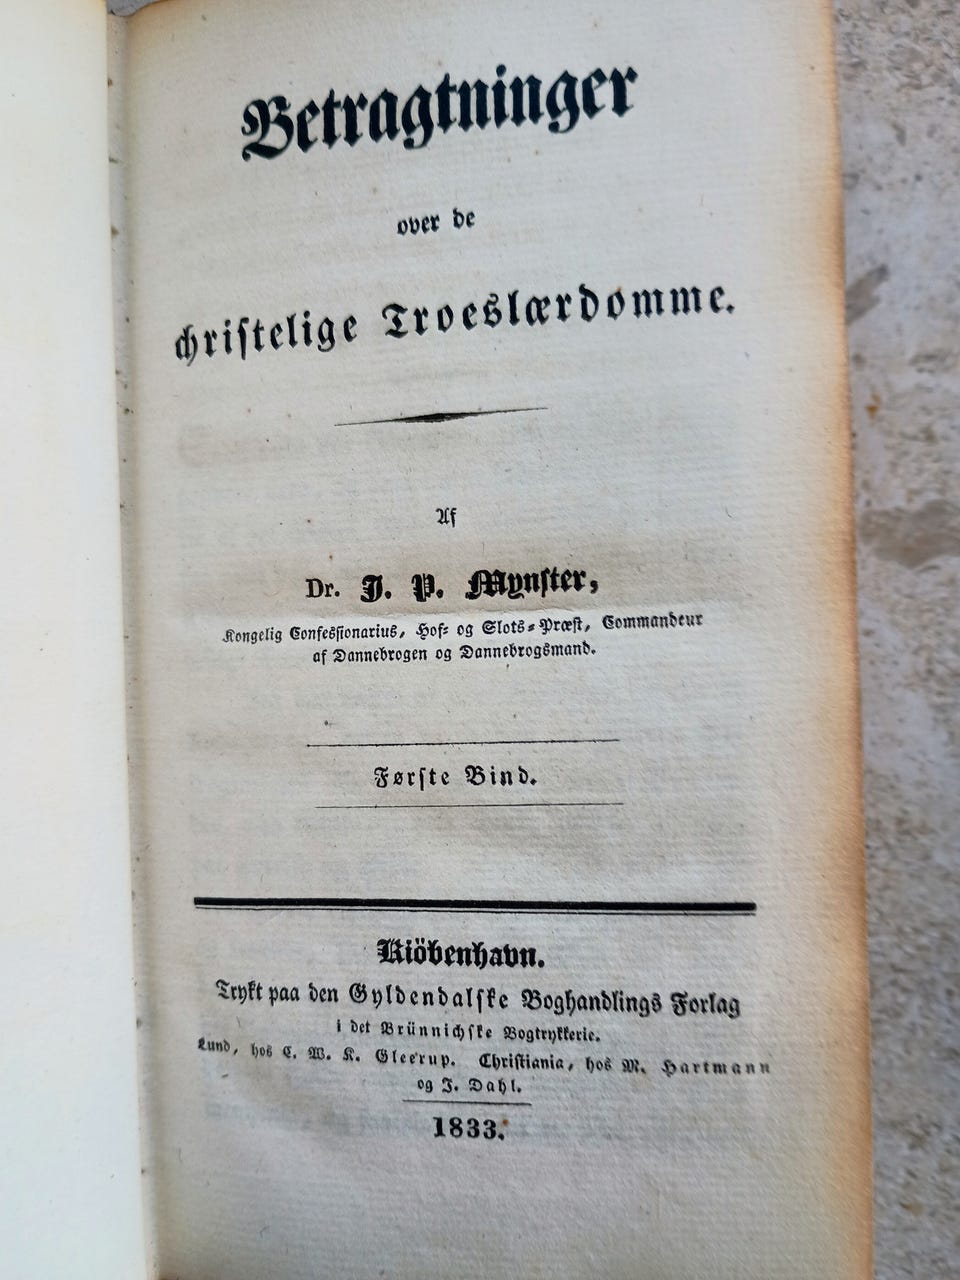 Betragtninger
over de
chriſtelige Troeslærdomme.
Af
Dr. J. P. Mynſter,
Kongelig Confesſionarius, Hof- og Slots-Præſt, Commandeur
af Dannebrogen og Dannebrogsmand.
Førſte Bind.
Kiöbenhavn.
Trykt paa den Gyldendalſke Boghandlings Forlag
i det Brünnichſke Bogtrykkerie.
Lund, hos C. W. K. Gleerup. Chriſtiania, hos M. Hartmann
og J. Dahl.
1833.